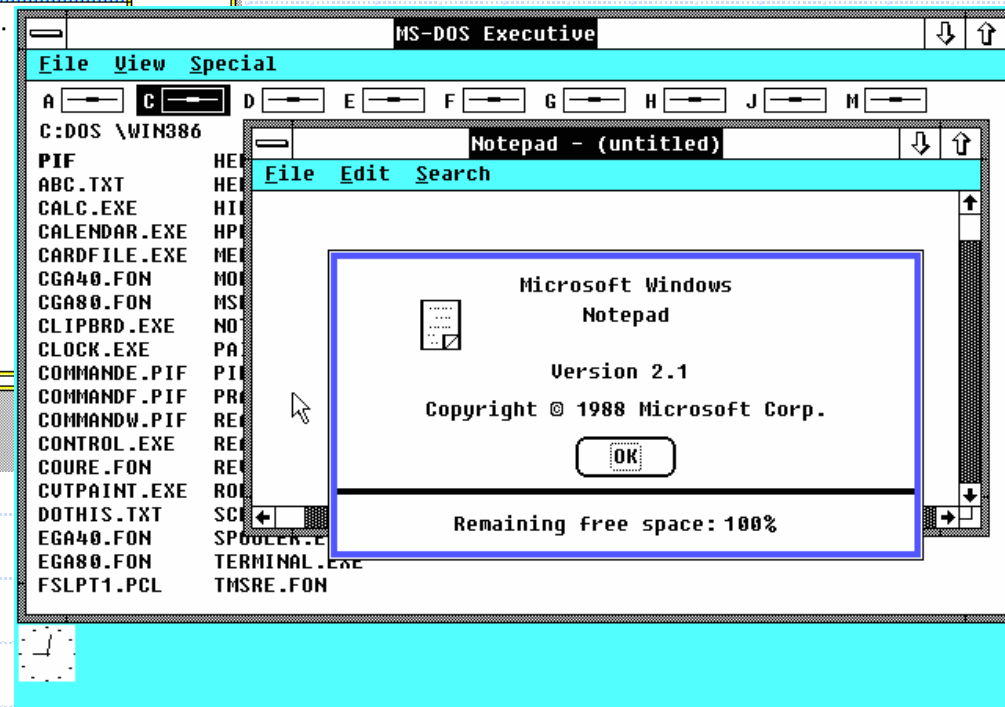 MS-DOS Executive
File View Special
A C D E F G H J M
C:DOS \WIN386
PIF
ABC.TXT
CALC.EXE
CALENDAR.EXE
CARDFILE.EXE
CGA40.FON
CGA80.FON
CLIPBRD.EXE
CLOCK.EXE
COMMANDE.PIF
COMMANDF.PIF
COMMANDW.PIF
CONTROL.EXE
COURE.FON
CVTPAINT.EXE
DOTHIS.TXT
EGA40.FON
EGA80.FON
FSLPT1.PCL
TERMINAL.EXE
TMSRE.FON
Notepad - (untitled)
File Edit Search
Microsoft Windows
Notepad
Version 2.1
Copyright © 1988 Microsoft Corp.
OK
Remaining free space: 100%